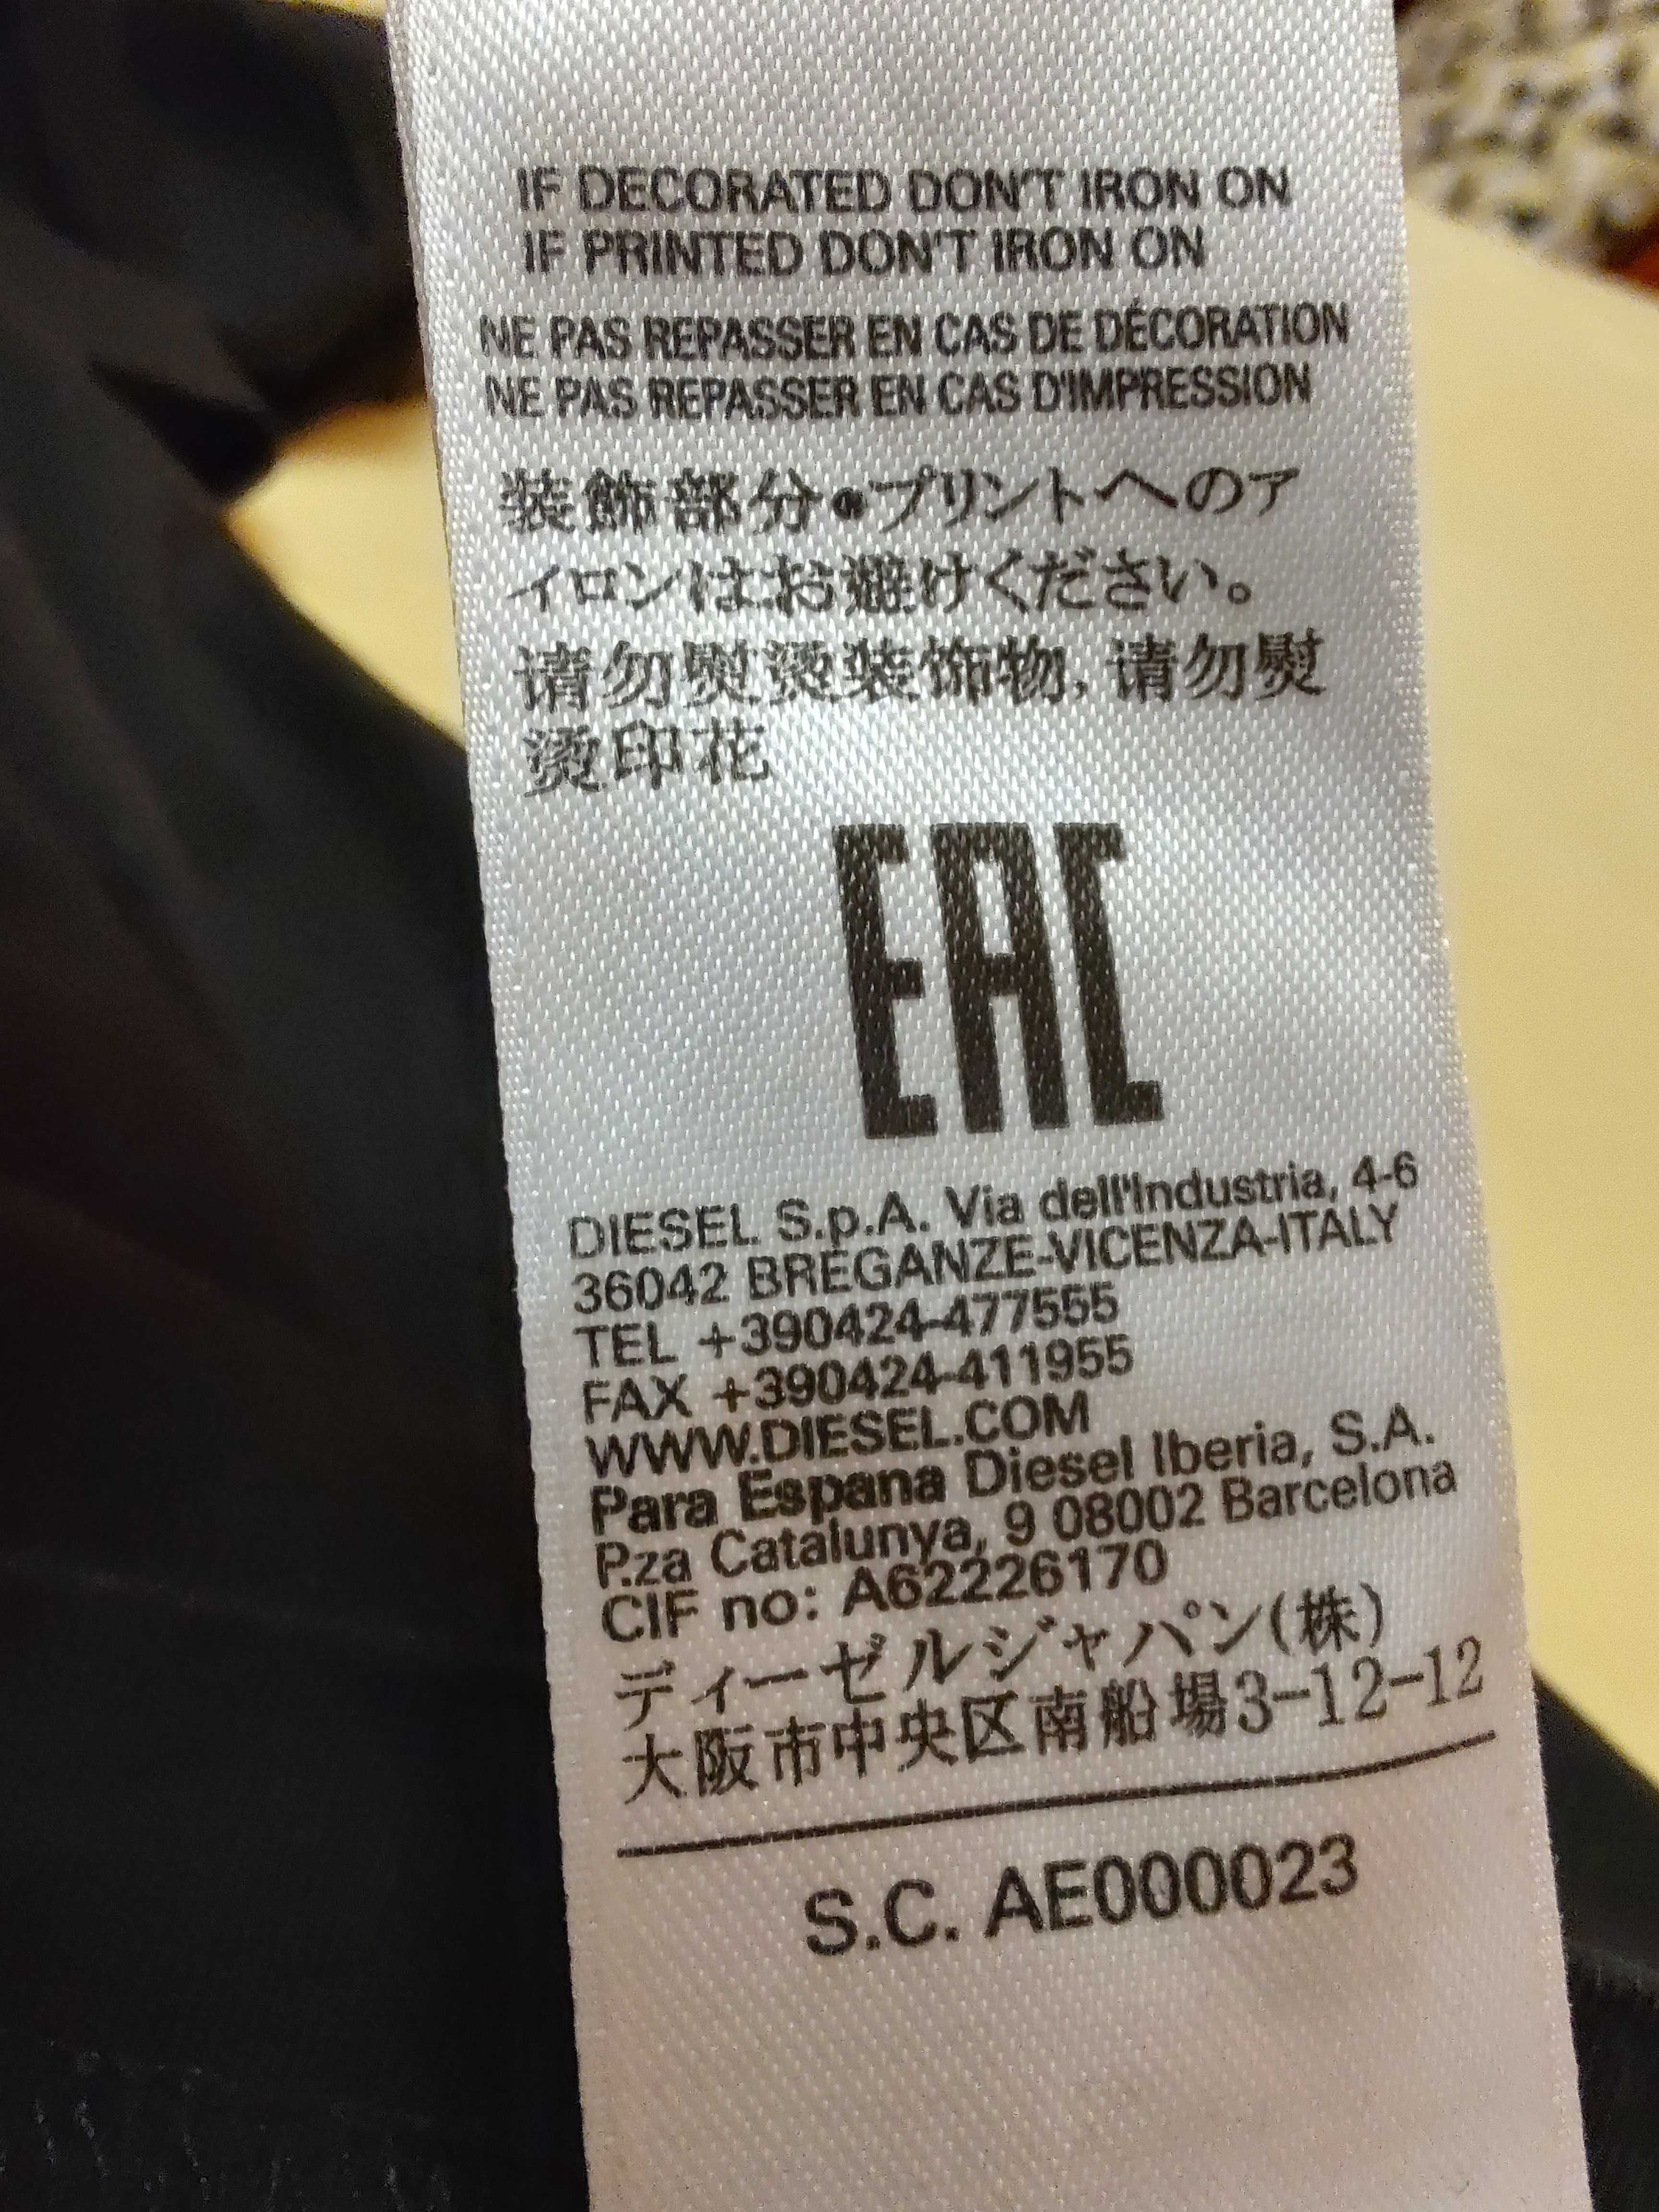 IF DECORATED DON'T IRON ON
IF PRINTED DON'T IRON ON
NE PAS REPASSER EN CAS DE DÉCORATION
NE PAS REPASSER EN CAS D'IMPRESSION
装飾部分●プリントへのア
イロンはお避けください。
请勿熨烫装饰物, 请勿熨
烫印花
EAC
DIESEL S.p.A. Via dell'Industria, 4-6
36042 BREGANZE-VICENZA-ITALY
TEL +390424-477555
FAX +390424-411955
WWW.DIESEL.COM
Para Espana Diesel Iberia, S.A.
P.za Catalunya, 9 08002 Barcelona
CIF no: A62226170
ディーゼルジャパン(株)
大阪市中央区南船場3-12-12
S.C. AE000023